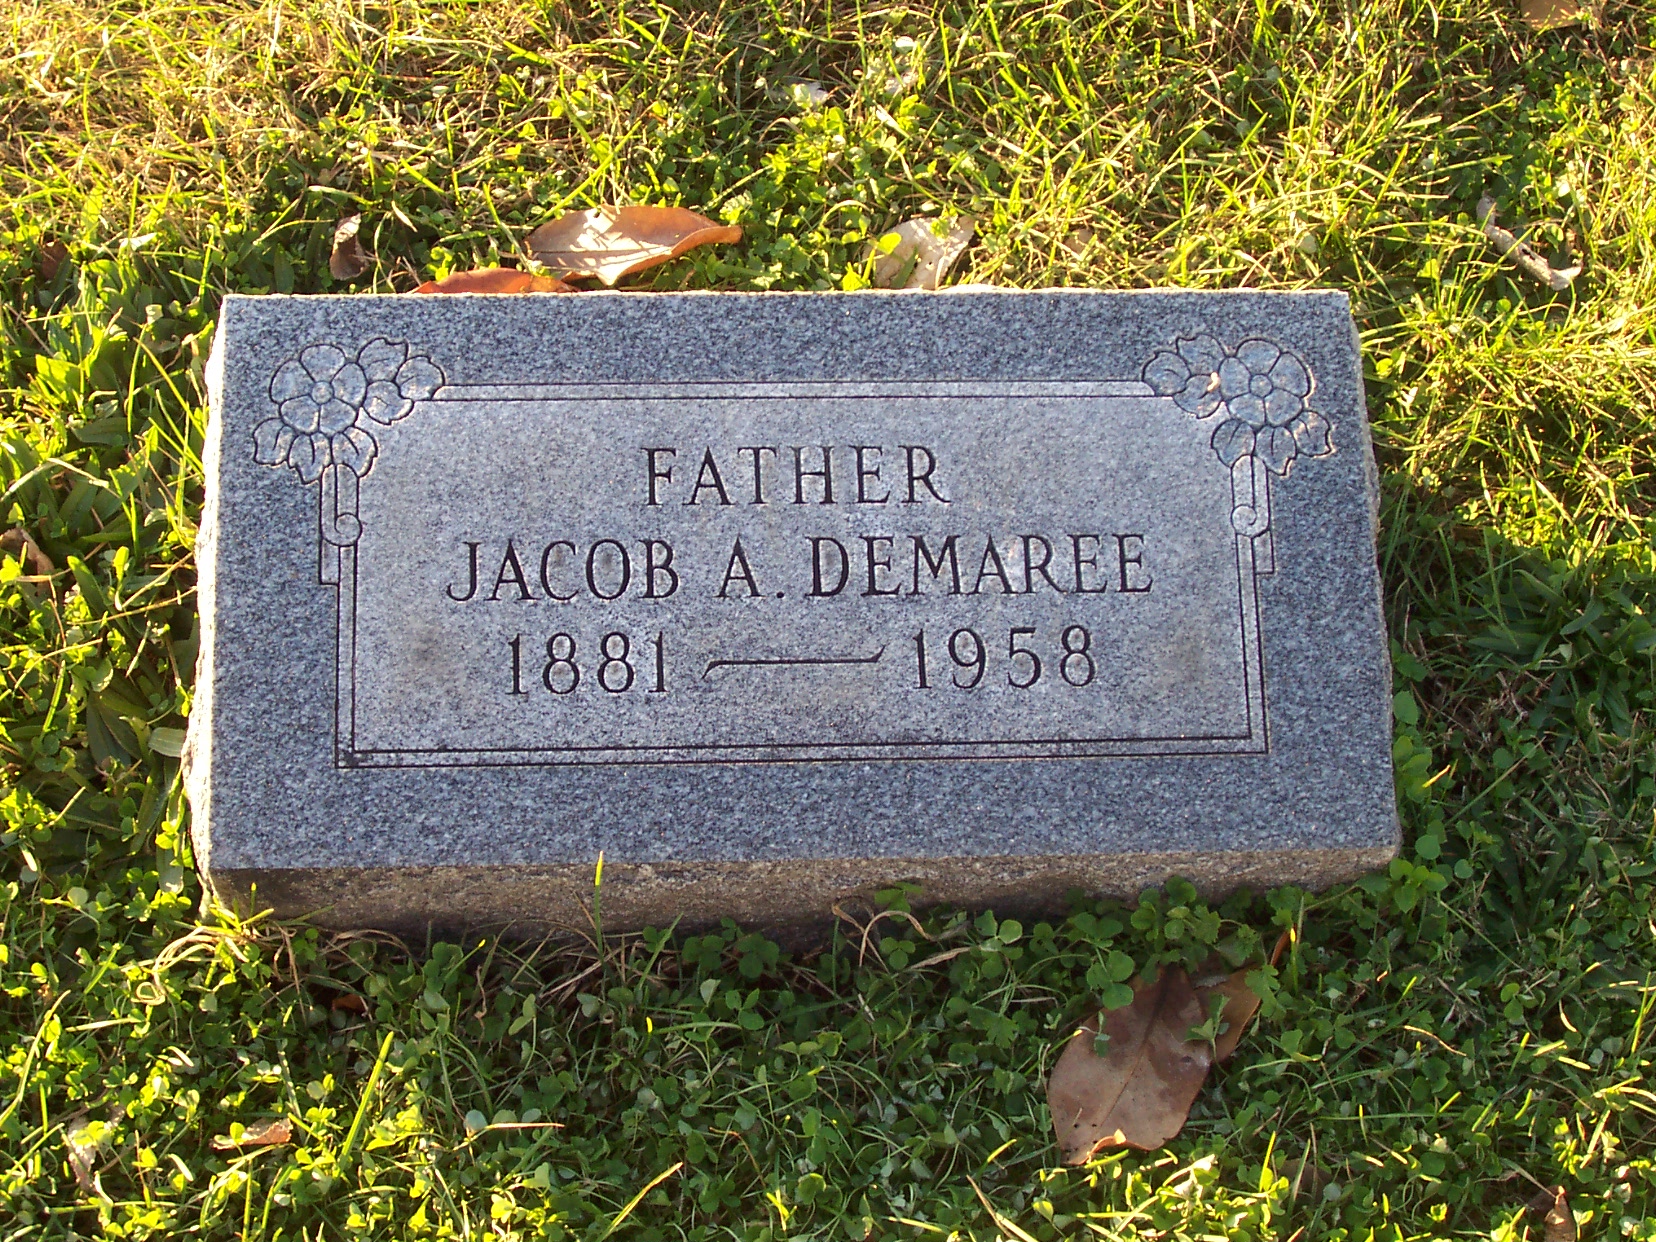 FATHER
JACOB A. DEMAREE
1881 — 1958